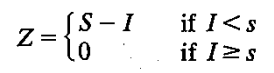 Z = { S − I if I < s
0 if I ≥ s